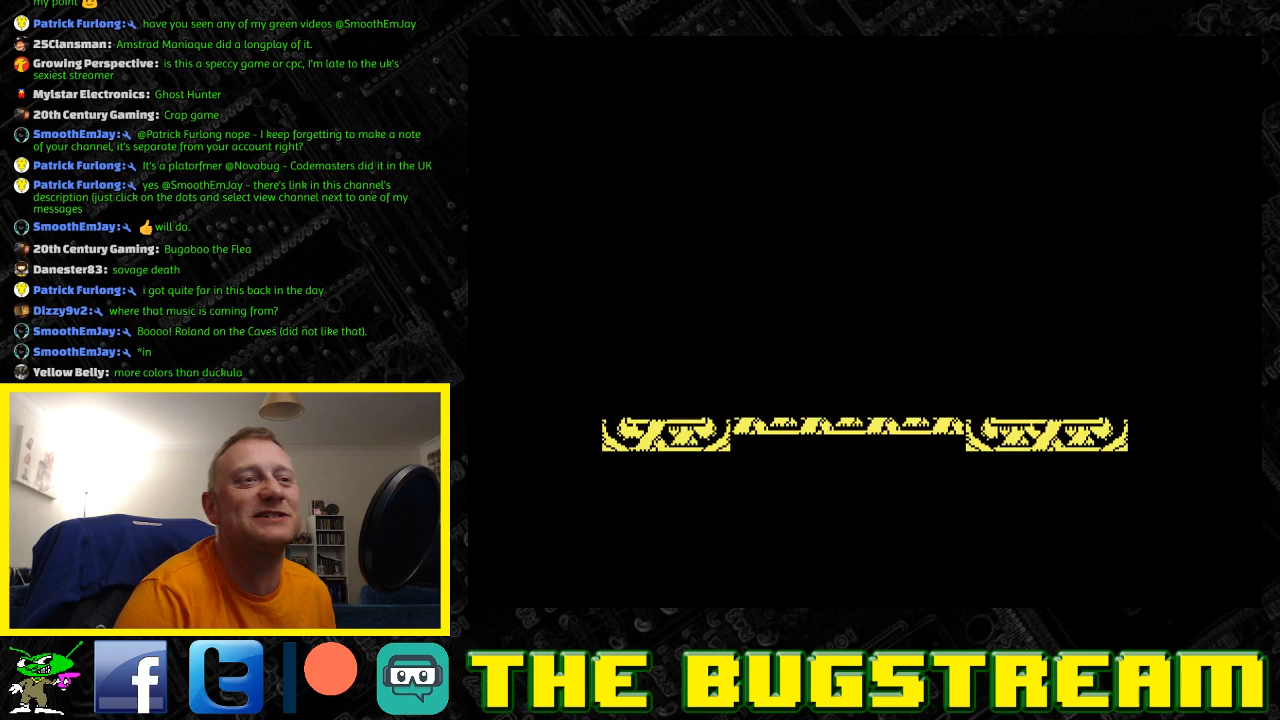 my point
Patrick Furlong: have you seen any of my green videos @SmoothEmJay
25Clansman: Amstrad Maniaque did a longplay of it.
Growing Perspective: is this a speccy game or cpc, I'm late to the uk's
sexiest streamer
Mylstar Electronics: Ghost Hunter
20th Century Gaming: Crap game
SmoothEmJay: @Patrick Furlong nope - I keep forgetting to make a note
of your channel, it's separate from your account right?
Patrick Furlong: It's a platorfmer @Novabug - Codemasters did it in the UK
Patrick Furlong: yes @SmoothEmJay - there's link in this channel's
description (just click on the dots and select view channel next to one of my
messages
SmoothEmJay: 👍 will do.
20th Century Gaming: Bugaboo the Flea
Danester83: savage death
Patrick Furlong: i got quite far in this back in the day
Dizzy9v2: where that music is coming from?
SmoothEmJay: Boooo! Roland on the Caves (did not like that).
SmoothEmJay: *in
Yellow Belly: more colors than duckula
THE BUGSTREAM